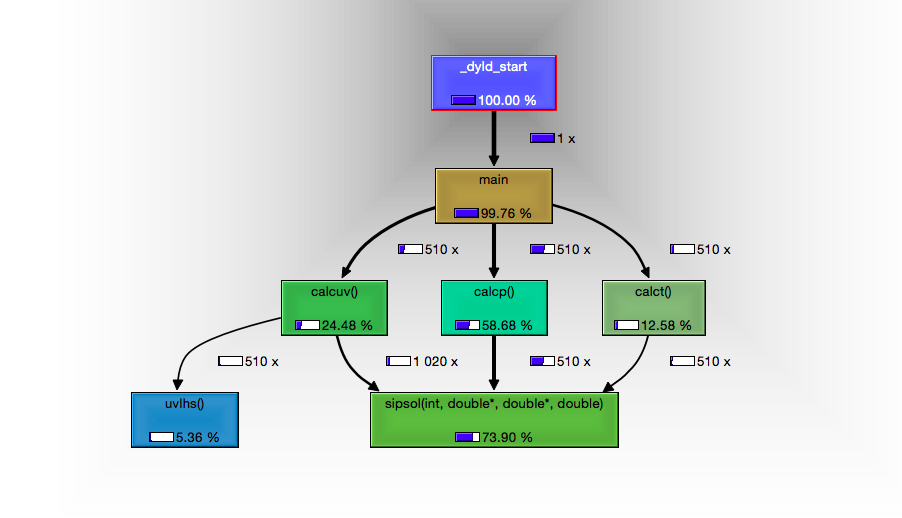 _dyld_start
100.00 %
1 x
main
99.76 %
510 x
510 x
510 x
calcuv()
24.48 %
calcp()
58.68 %
calct()
12.58 %
510 x
1 020 x
510 x
510 x
uvlhs()
5.36 %
sipsol(int, double*, double*, double)
73.90 %